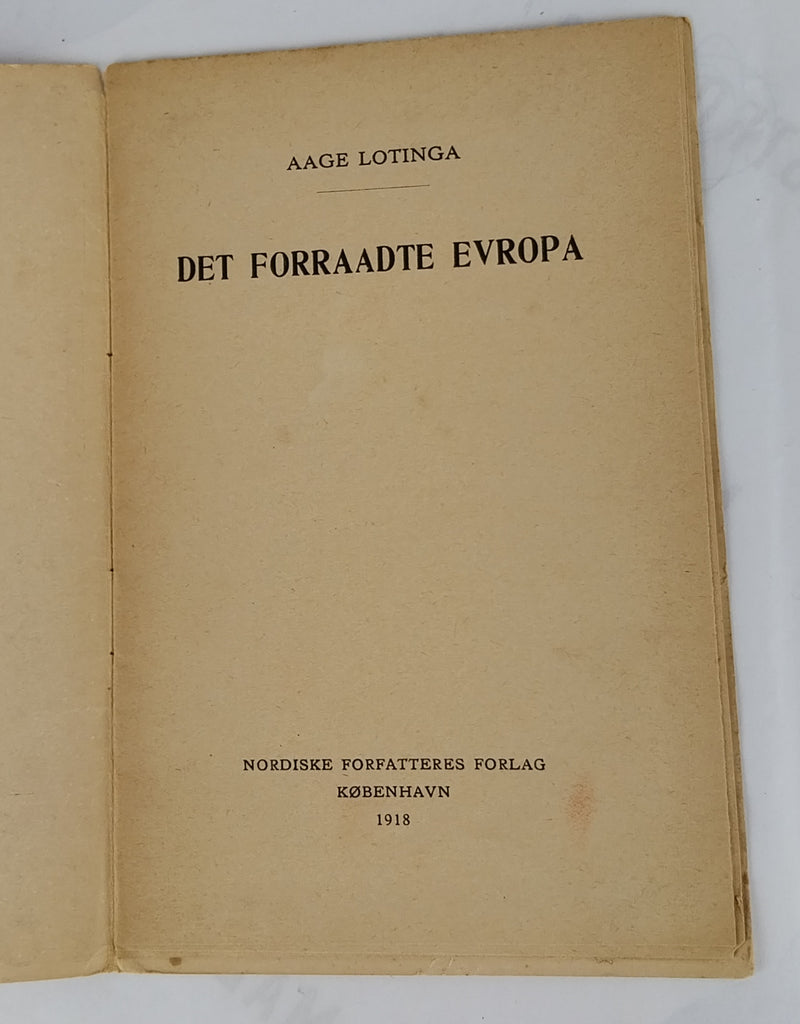 AAGE LOTINGA
DET FORRAADTE EVROPA
NORDISKE FORFATTERES FORLAG
KØBENHAVN
1918